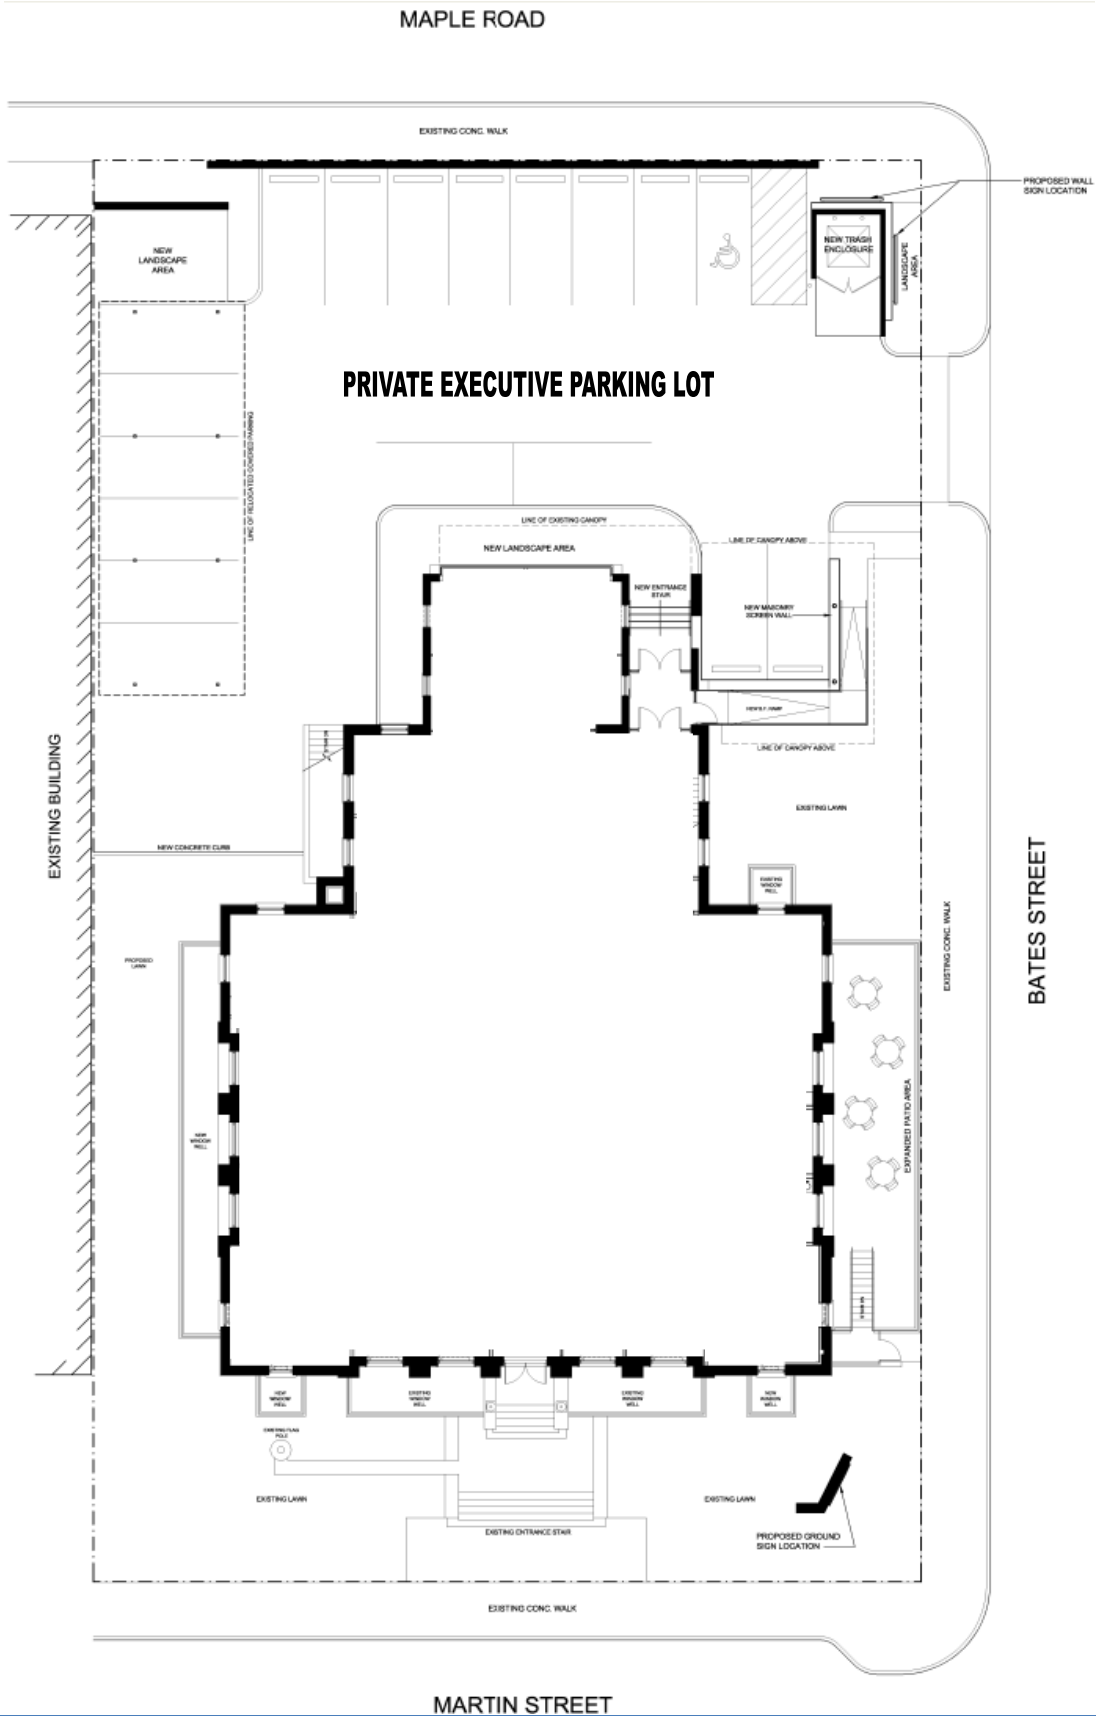 MAPLE ROAD
EXISTING CONC. WALK
PROPOSED WALL
SIGN LOCATION
NEW
LANDSCAPE
AREA
NEW TRASH
ENCLOSURE
LANDSCAPE
AREA
PRIVATE EXECUTIVE PARKING LOT
LINE OF RELOCATED COVERED PARKING
LINE OF EXISTING CANOPY
NEW LANDSCAPE AREA
LINE OF CANOPY ABOVE
NEW ENTRANCE
STAIR
NEW MASONRY
SCREEN WALL
NEW B.F. RAMP
LINE OF CANOPY ABOVE
EXISTING BUILDING
EXISTING LAWN
NEW CONCRETE CURB
EXISTING
WINDOW
WELL
BATES STREET
EXISTING CONC. WALK
PROPOSED
LAWN
NEW
WINDOW
WELL
EXPANDED PATIO AREA
NEW
WINDOW
WELL
EXISTING
WINDOW
WELL
EXISTING
WINDOW
WELL
NEW
WINDOW
WELL
EXISTING FLAG
POLE
EXISTING LAWN
EXISTING LAWN
EXISTING ENTRANCE STAIR
PROPOSED GROUND
SIGN LOCATION
EXISTING CONC. WALK
MARTIN STREET